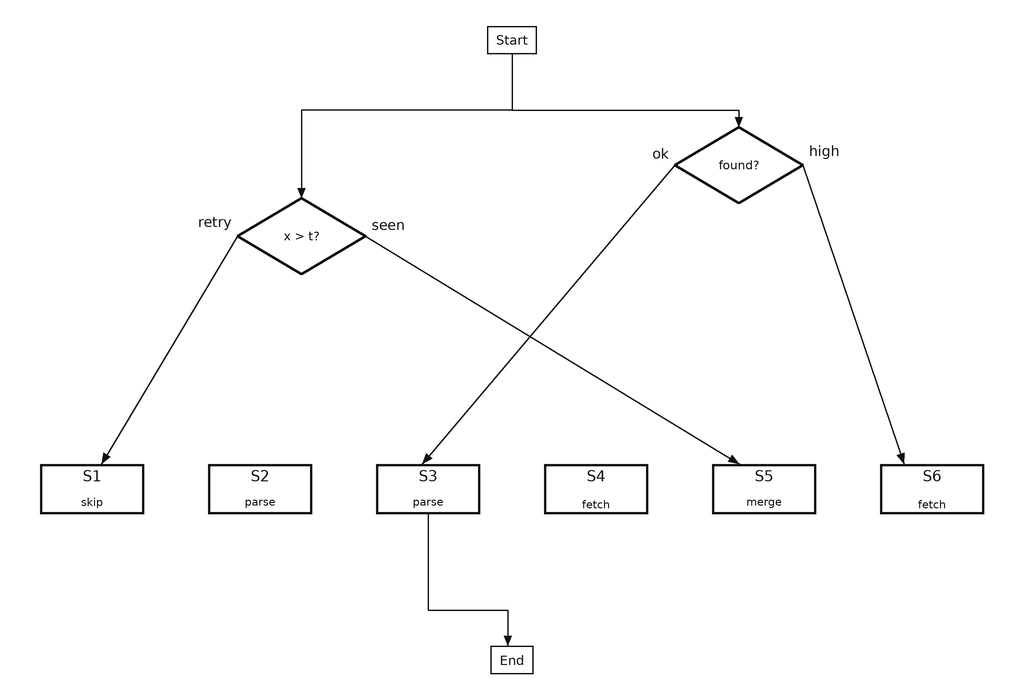 Start
ok
found?
high
retry
x > t?
seen
S1
skip
S2
parse
S3
parse
S4
fetch
S5
merge
S6
fetch
End